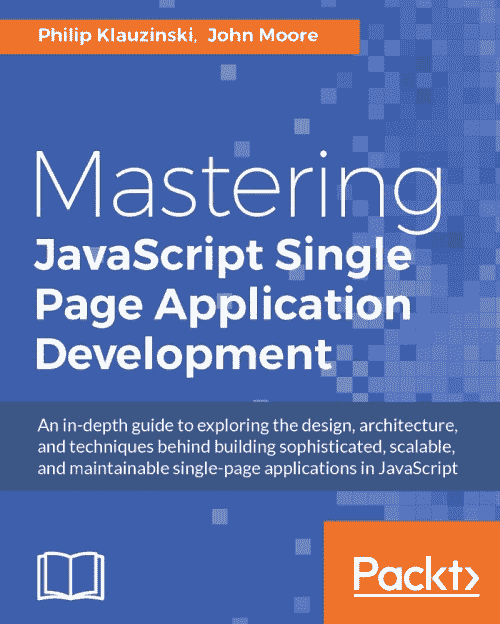 Philip Klauzinski, John Moore
Mastering
JavaScript Single
Page Application
Development
An in-depth guide to exploring the design, architecture,
and techniques behind building sophisticated, scalable,
and maintainable single-page applications in JavaScript
Packt>